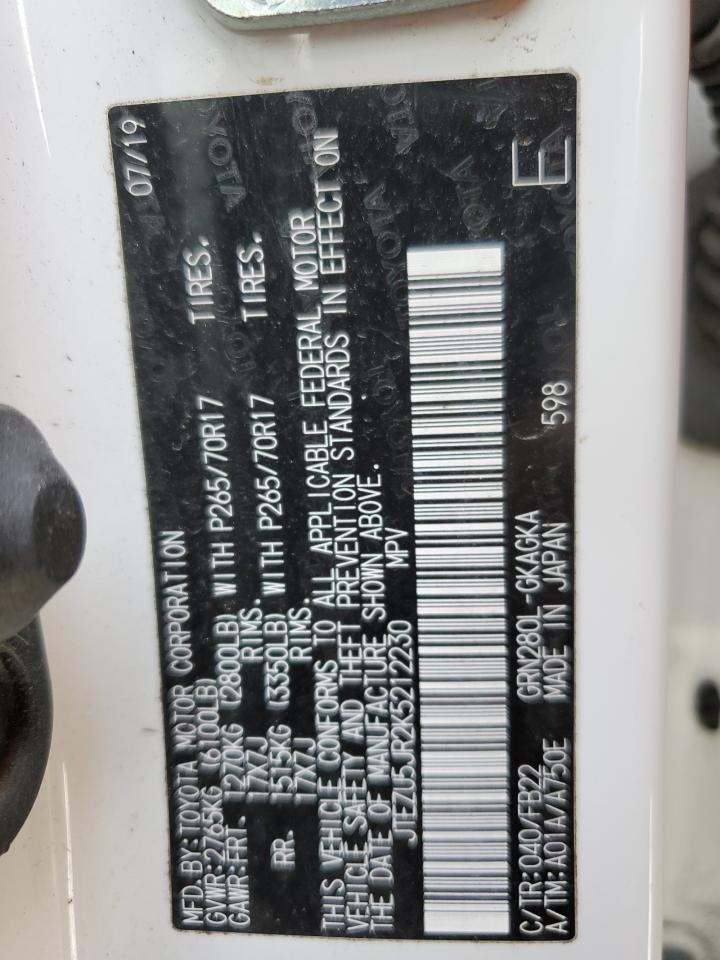 MFD. BY: TOYOTA MOTOR CORPORATION 07/19
GVWR: 2765KG (6100LB)
GAWR: FRT. 1270KG (2800LB) WITH P265/70R17 TIRES.
17X7J RIMS.
RR. 1515KG (3350LB) WITH P265/70R17 TIRES.
17X7J RIMS.
THIS VEHICLE CONFORMS TO ALL APPLICABLE FEDERAL MOTOR
VEHICLE SAFETY AND THEFT PREVENTION STANDARDS IN EFFECT ON
THE DATE OF MANUFACTURE SHOWN ABOVE.
JTEZU5JR2K5212230 MPV
C/TR: 040/FB22 GRN280L-GKAGKA 598 E
A/TM: A01A/A750E MADE IN JAPAN